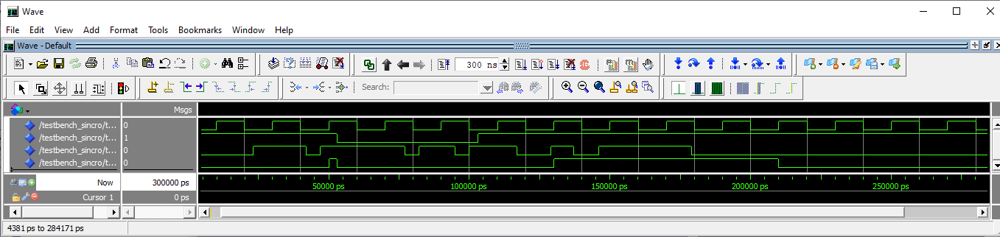 Wave
File Edit View Add Format Tools Bookmarks Window Help
Wave - Default
300 ns
Search:
Msgs
/testbench_sincro/t... 0
/testbench_sincro/t... 1
/testbench_sincro/t... 0
/testbench_sincro/t... 0
Now 300000 ps
50000 ps 100000 ps 150000 ps 200000 ps 250000 ps
Cursor 1 0 ps
4381 ps to 284171 ps